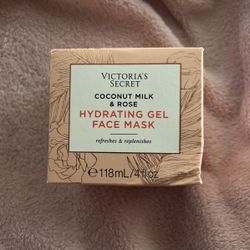 VICTORIA'S
SECRET
COCONUT MILK
& ROSE
HYDRATING GEL
FACE MASK
refreshes & replenishes
℮ 118mL/4 fl oz